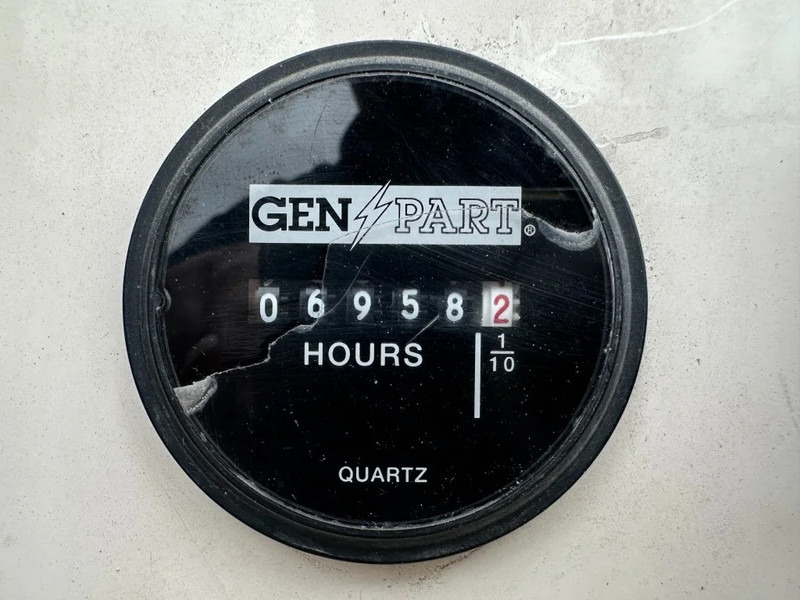 GEN PART®
069582
HOURS
1/10
QUARTZ